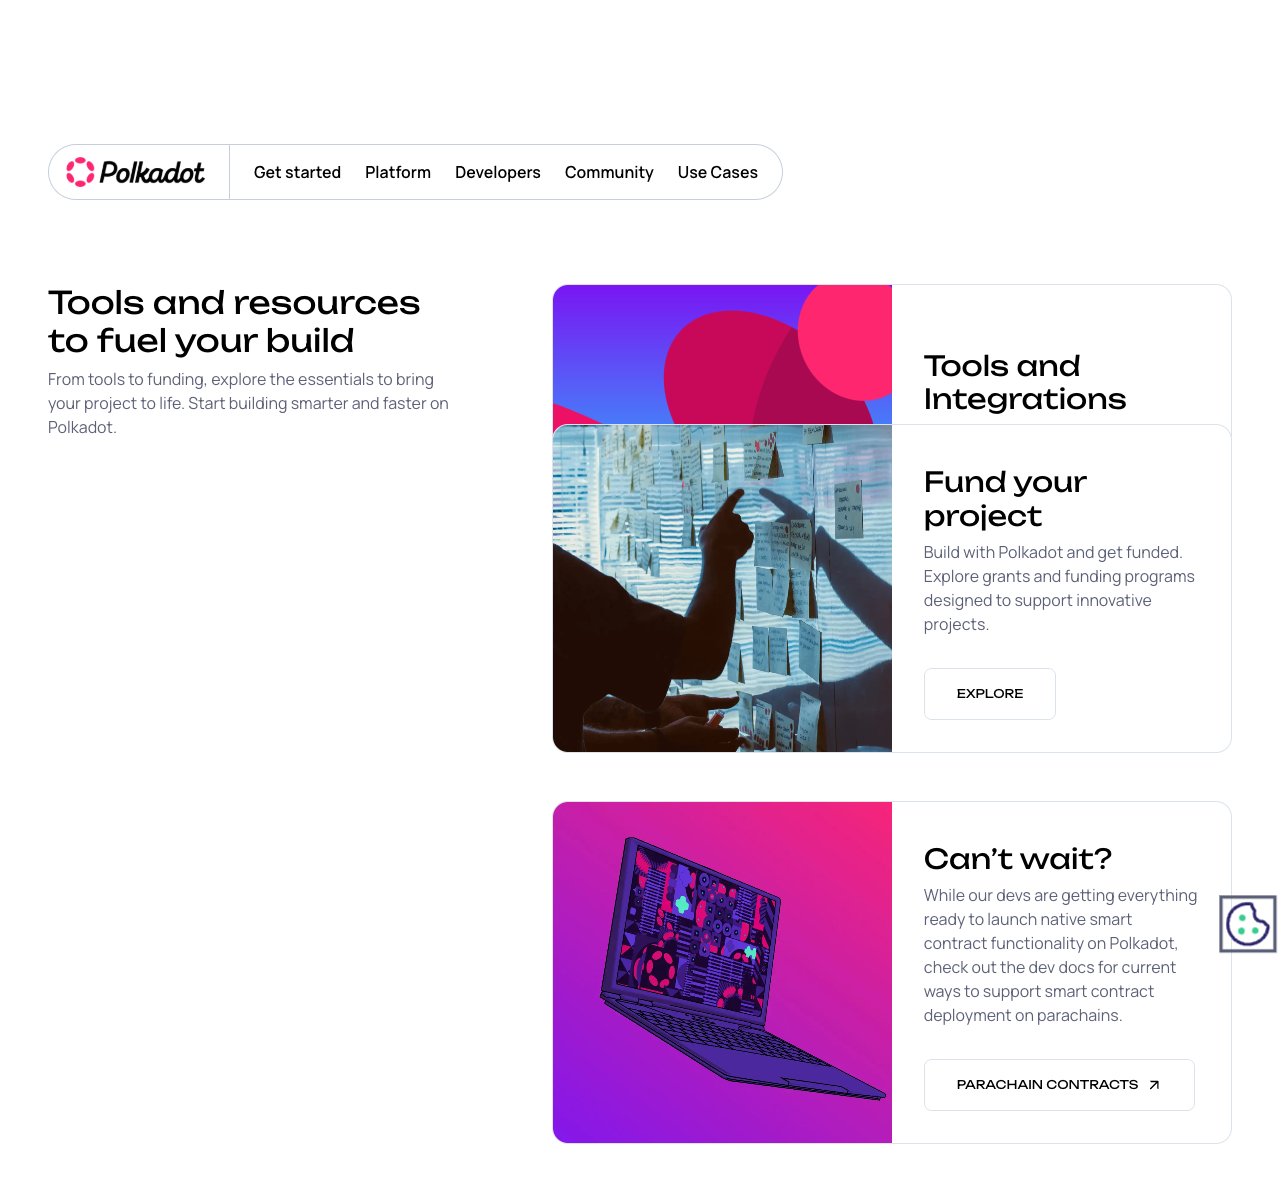 Polkadot
Get started
Platform
Developers
Community
Use Cases
Tools and resources
to fuel your build
From tools to funding, explore the essentials to bring
your project to life. Start building smarter and faster on
Polkadot.
Tools and
Integrations
Fund your
project
Build with Polkadot and get funded.
Explore grants and funding programs
designed to support innovative
projects.
EXPLORE
Can’t wait?
While our devs are getting everything
ready to launch native smart
contract functionality on Polkadot,
check out the dev docs for current
ways to support smart contract
deployment on parachains.
PARACHAIN CONTRACTS